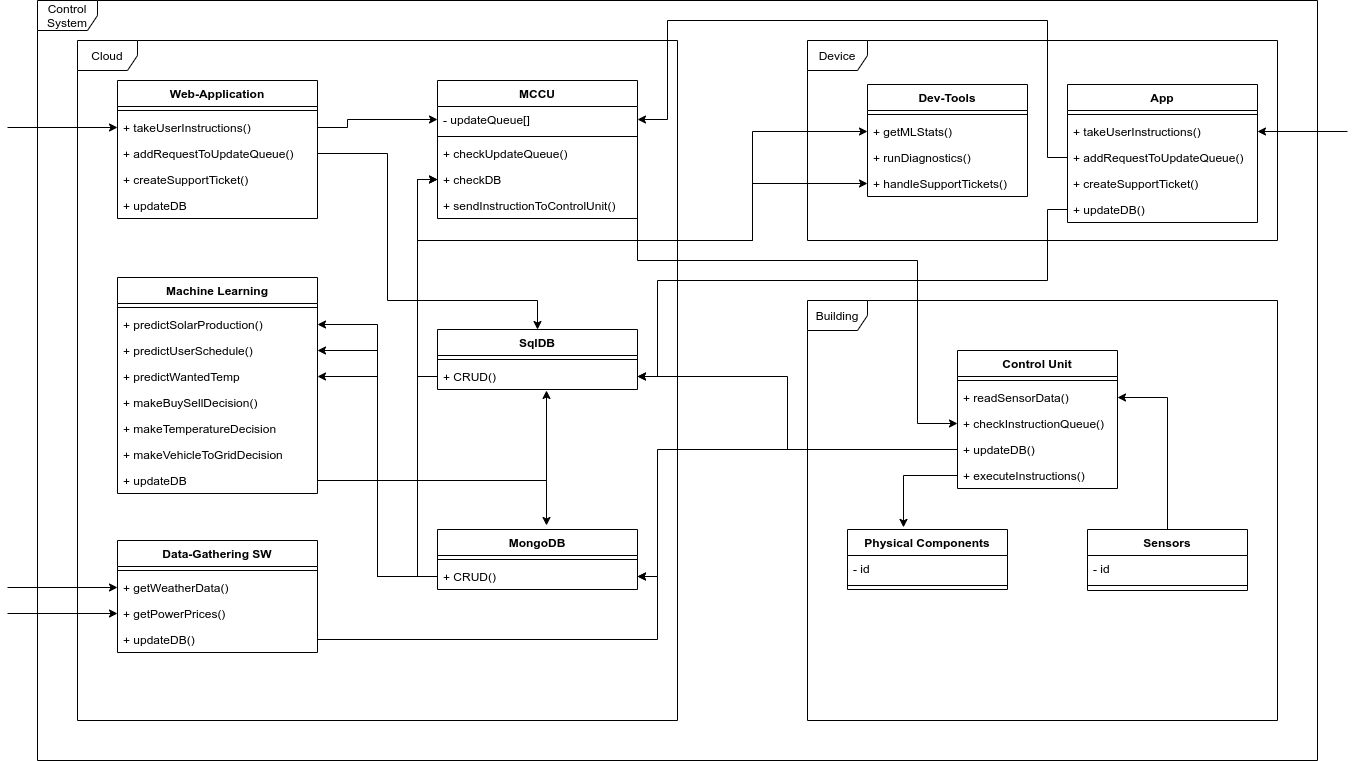 Control
System
Cloud
Web-Application
+ takeUserInstructions()
+ addRequestToUpdateQueue()
+ createSupportTicket()
+ updateDB
MCCU
- updateQueue[]
+ checkUpdateQueue()
+ checkDB
+ sendInstructionToControlUnit()
Machine Learning
+ predictSolarProduction()
+ predictUserSchedule()
+ predictWantedTemp
+ makeBuySellDecision()
+ makeTemperatureDecision
+ makeVehicleToGridDecision
+ updateDB
SqlDB
+ CRUD()
Data-Gathering SW
+ getWeatherData()
+ getPowerPrices()
+ updateDB()
MongoDB
+ CRUD()
Device
Dev-Tools
+ getMLStats()
+ runDiagnostics()
+ handleSupportTickets()
App
+ takeUserInstructions()
+ addRequestToUpdateQueue()
+ createSupportTicket()
+ updateDB()
Building
Control Unit
+ readSensorData()
+ checkInstructionQueue()
+ updateDB()
+ executeInstructions()
Physical Components
- id
Sensors
- id